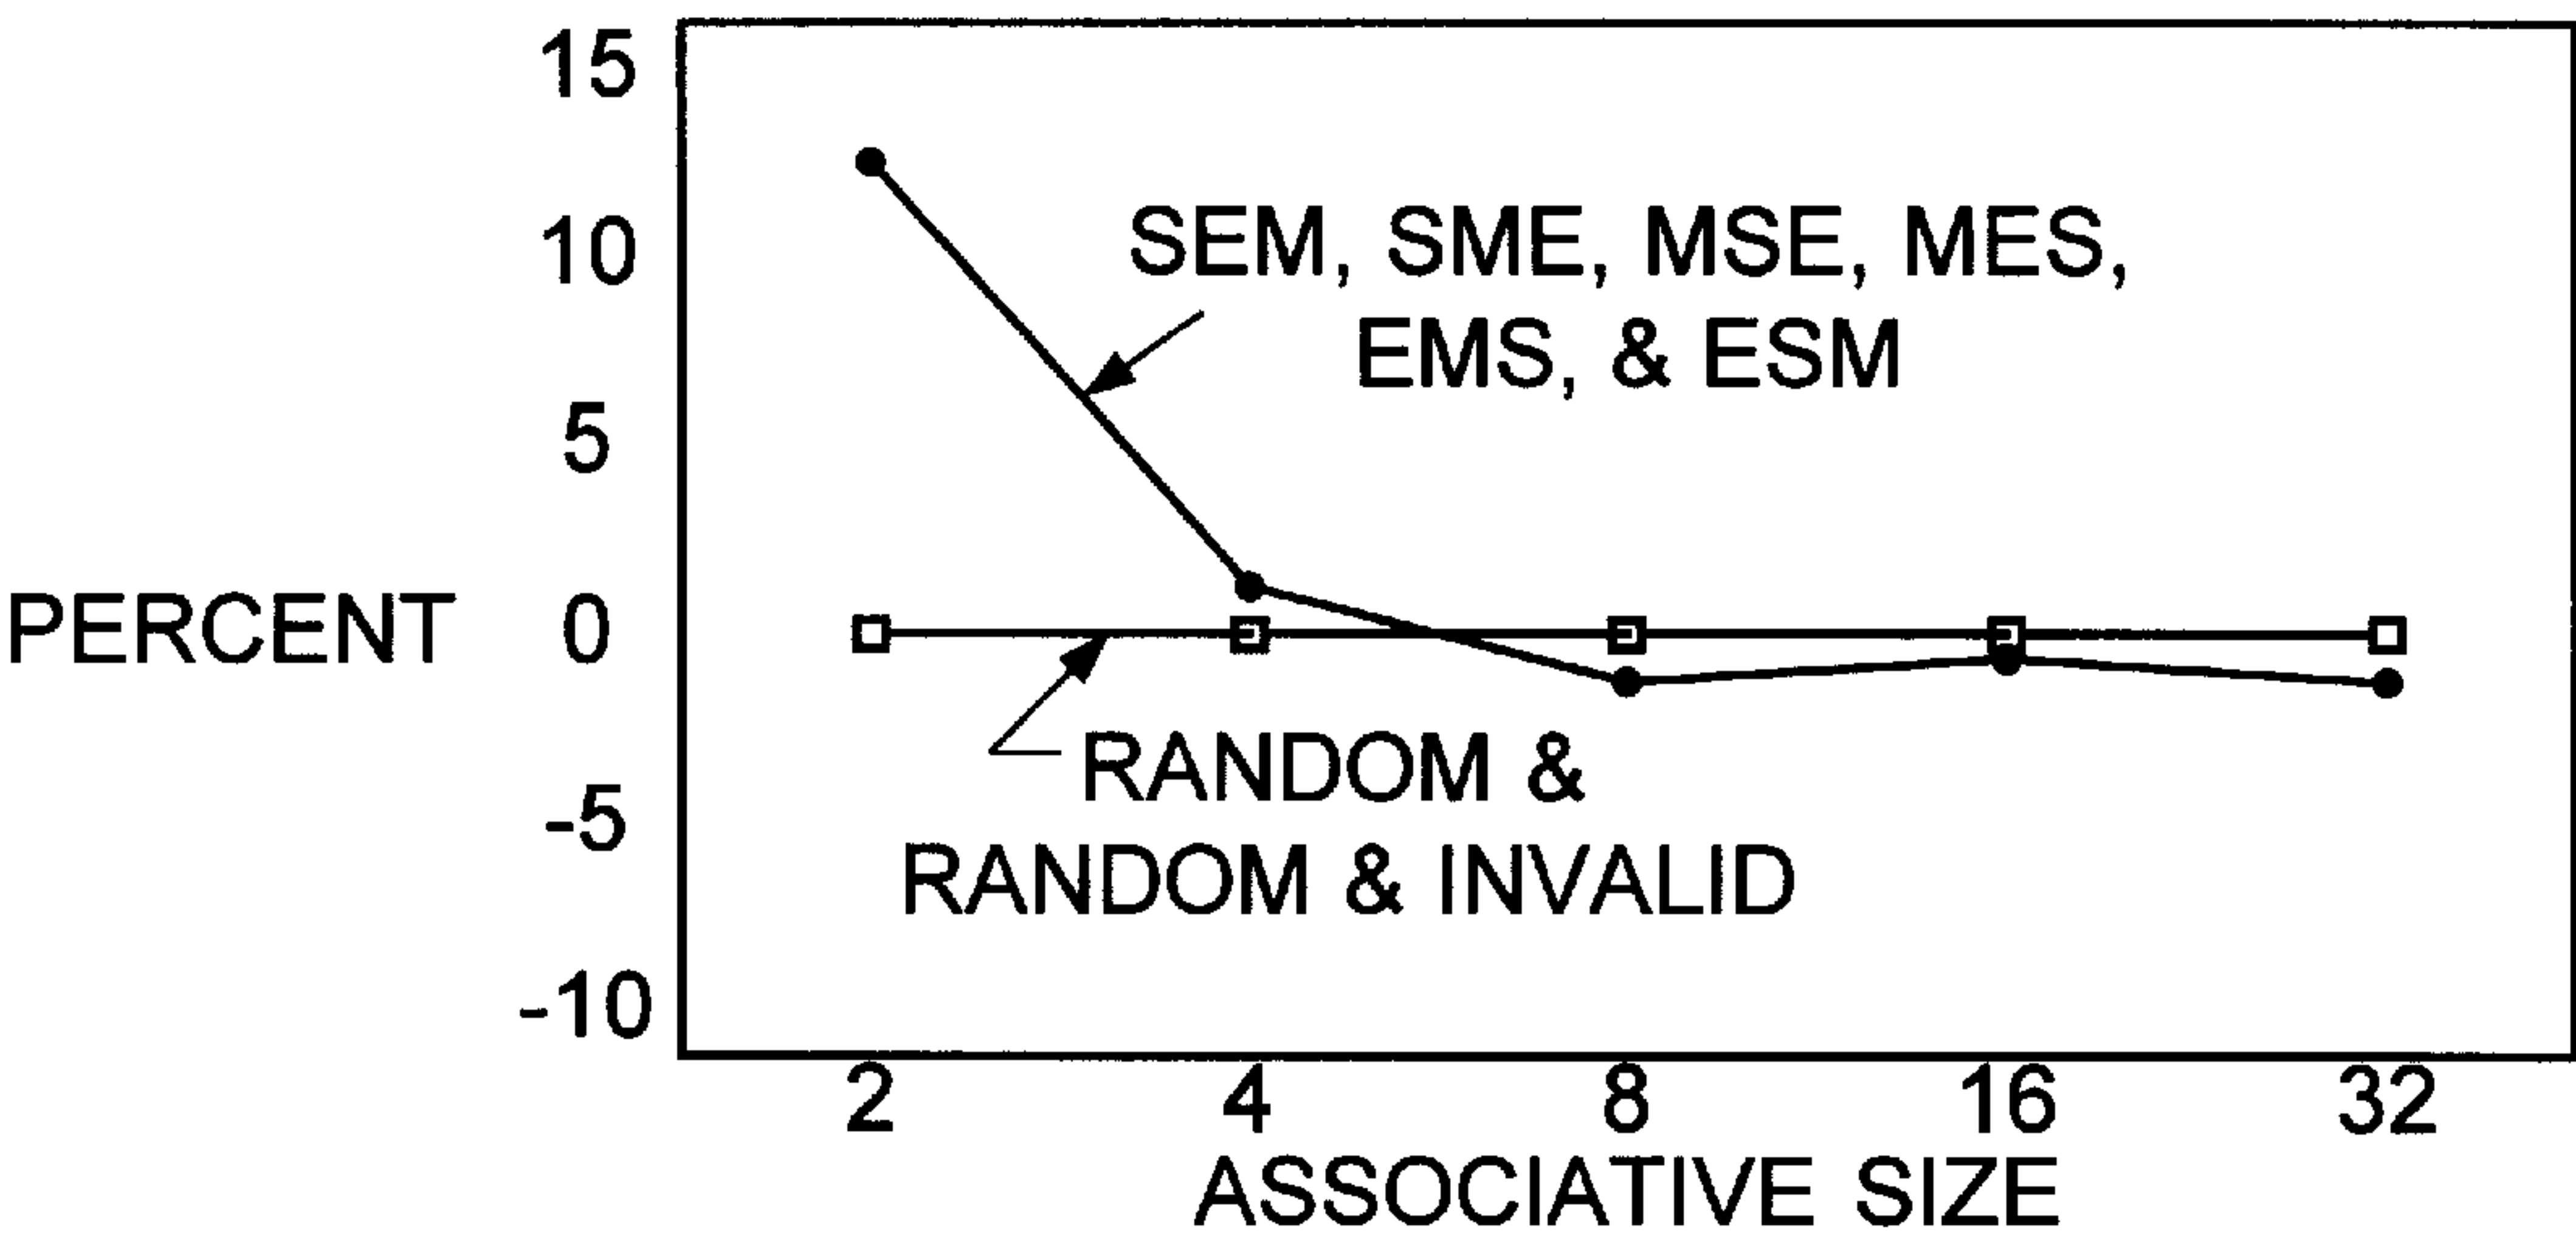 15
10
SEM, SME, MSE, MES,
EMS, & ESM
5
PERCENT 0
RANDOM &
-5
RANDOM & INVALID
-10
2 4 8 16 32
ASSOCIATIVE SIZE